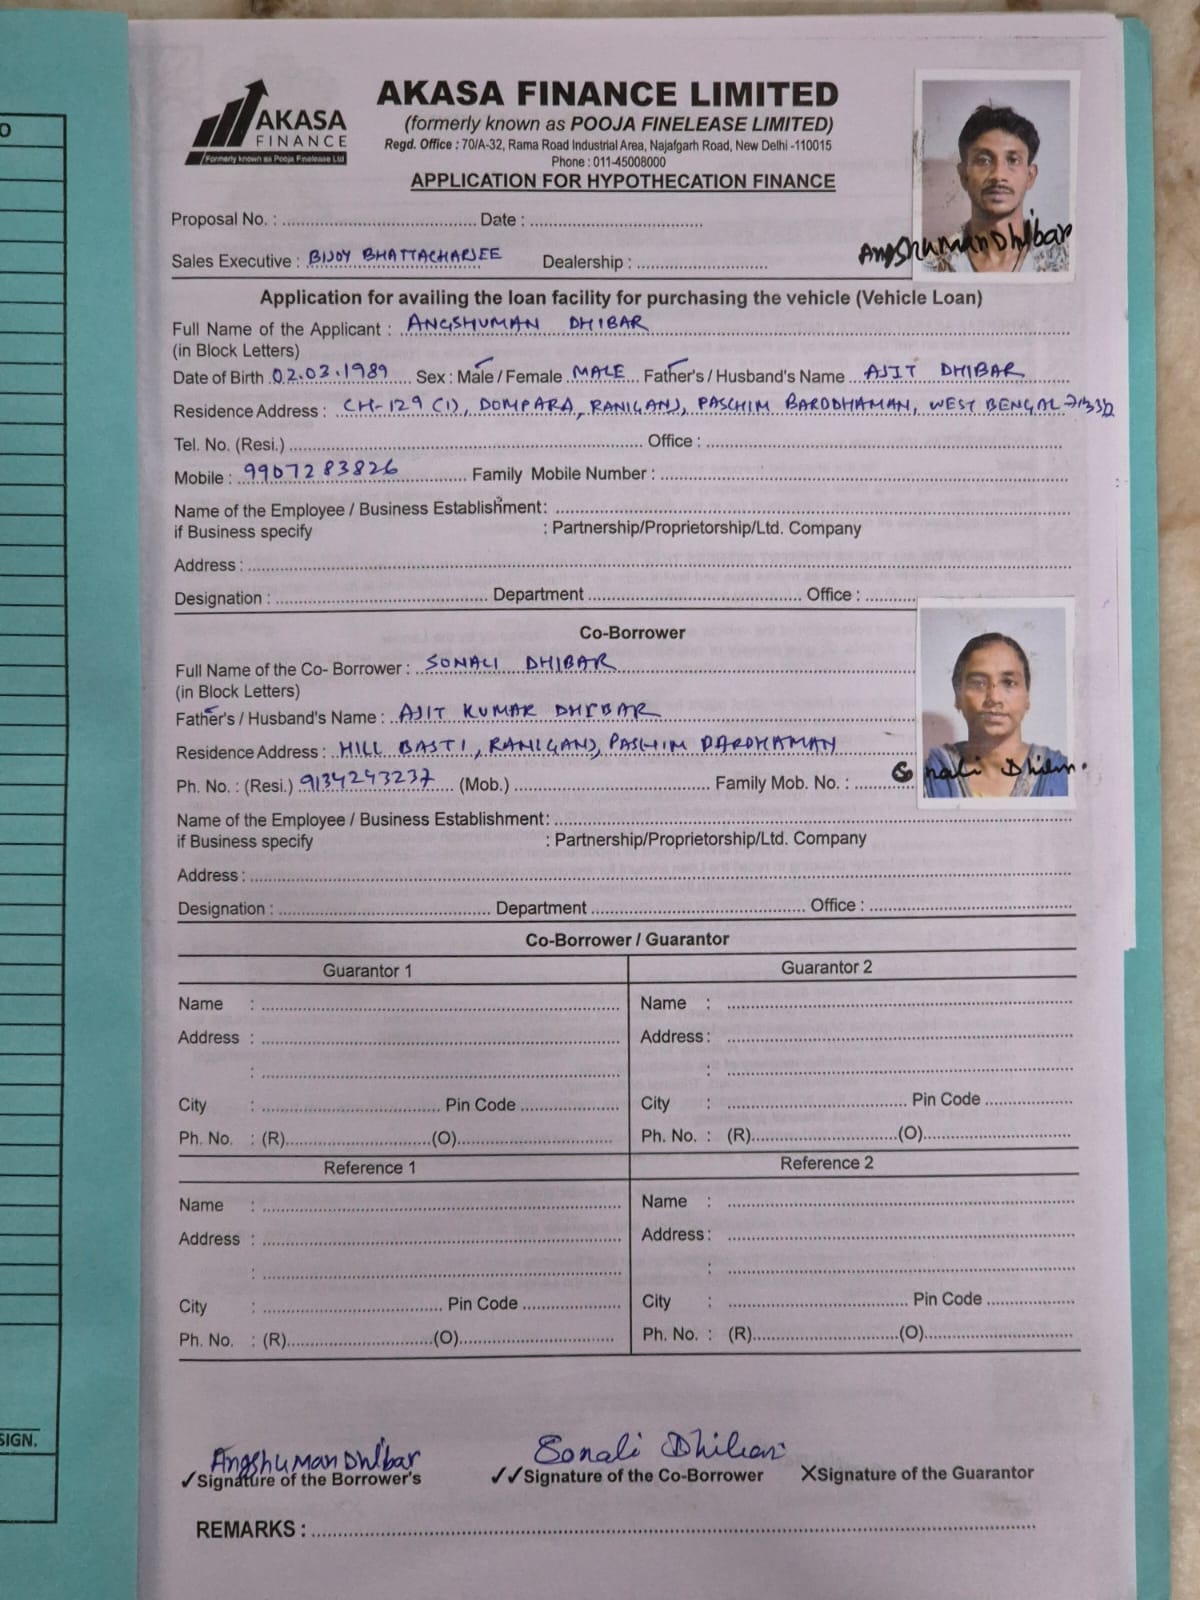 O
AKASA
FINANCE
Formerly known as Pooja Finelease Ltd
AKASA FINANCE LIMITED
(formerly known as POOJA FINELEASE LIMITED)
Regd. Office : 70/A-32, Rama Road Industrial Area, Najafgarh Road, New Delhi -110015
Phone : 011-45008000
APPLICATION FOR HYPOTHECATION FINANCE
Angshuman Dhibar
Proposal No. : .......... Date : ..........
Sales Executive : BIJOY BHATTACHARJEE Dealership : ..........
Application for availing the loan facility for purchasing the vehicle (Vehicle Loan)
Full Name of the Applicant : ANGSHUMAN DHIBAR
(in Block Letters)
Date of Birth 02.03.1989 Sex : Male / Female MALE Father's / Husband's Name AJIT DHIBAR
Residence Address : CH-129 (1), DOMPARA, RANIGANJ, PASCHIM BARDDHAMAN, WEST BENGAL
Tel. No. (Resi.) .......... Office : ..........
Mobile : 9907283826 Family Mobile Number : ..........
Name of the Employee / Business Establishment: ..........
if Business specify : Partnership/Proprietorship/Ltd. Company
Address : ..........
Designation : .......... Department .......... Office : ..........
Co-Borrower
Full Name of the Co- Borrower : SONALI DHIBAR
(in Block Letters)
Father's / Husband's Name : AJIT KUMAR DHIBAR
Residence Address : HILL BASTI, RANIGANJ, PASCHIM BARDHAMAN
Ph. No. : (Resi.) 9134243237 (Mob.) .......... Family Mob. No. : ..........
Sonali Dhibar
Name of the Employee / Business Establishment: ..........
if Business specify : Partnership/Proprietorship/Ltd. Company
Address : ..........
Designation : .......... Department .......... Office : ..........
Co-Borrower / Guarantor
Guarantor 1 Guarantor 2
Name : .......... Name : ..........
Address : .......... Address : ..........
: .......... : ..........
City : .......... Pin Code .......... City : .......... Pin Code ..........
Ph. No. : (R)..........(O).......... Ph. No. : (R)..........(O)..........
Reference 1 Reference 2
Name : .......... Name : ..........
Address : .......... Address : ..........
: .......... : ..........
City : .......... Pin Code .......... City : .......... Pin Code ..........
Ph. No. : (R)..........(O).......... Ph. No. : (R)..........(O)..........
SIGN.
Angshuman Dhibar Sonali Dhibar
✓Signature of the Borrower's ✓✓Signature of the Co-Borrower XSignature of the Guarantor
REMARKS : ..........